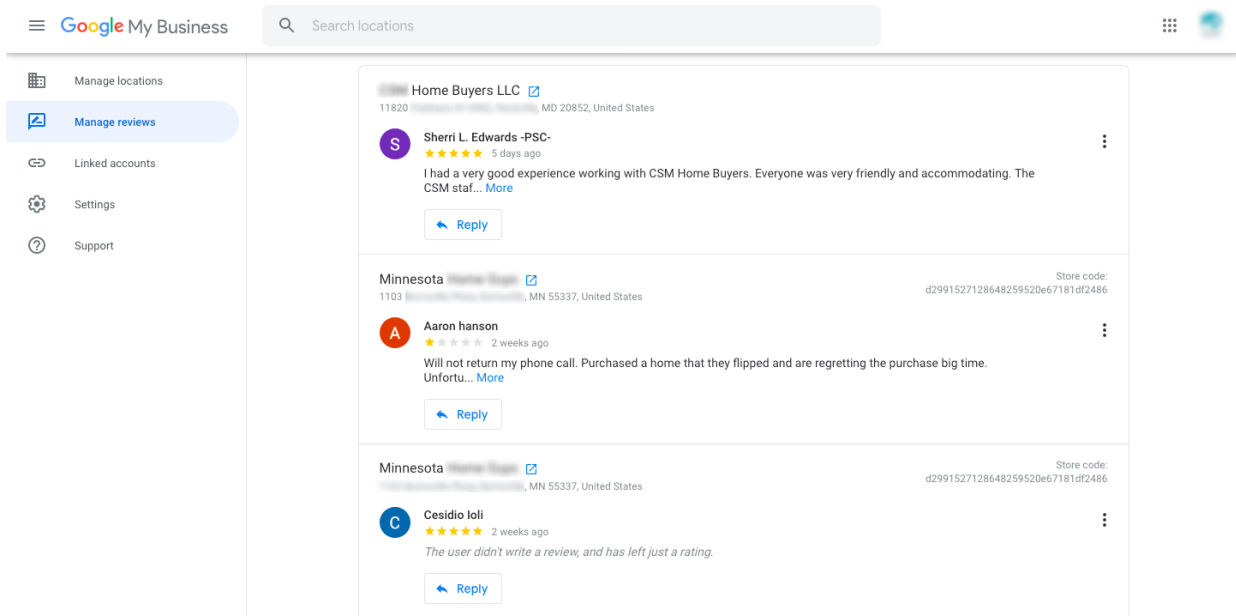 Google My Business
Search locations
Manage locations
Manage reviews
Linked accounts
Settings
Support
Home Buyers LLC
11820 , MD 20852, United States
Sherri L. Edwards -PSC-
5 days ago
I had a very good experience working with CSM Home Buyers. Everyone was very friendly and accommodating. The
CSM staf... More
Reply
Minnesota
1103 , MN 55337, United States
Store code:
d2991527128648259520e67181df2486
A
Aaron hanson
2 weeks ago
Will not return my phone call. Purchased a home that they flipped and are regretting the purchase big time.
Unfortu... More
Reply
Minnesota
, MN 55337, United States
Store code:
d2991527128648259520e67181df2486
C
Cesidio Ioli
2 weeks ago
The user didn't write a review, and has left just a rating.
Reply